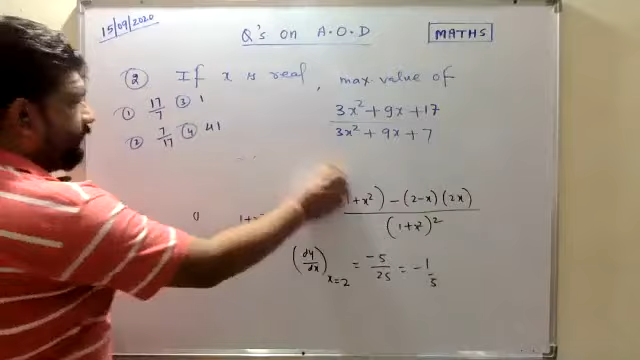 15/09/2020
Q's on A.O.D
MATHS
② If x is real, max. value of
① 17/7 ③ 1
② 7/17 ④ 41
3x² + 9x + 17
3x² + 9x + 7
+x²) - (2-x)(2x)
(1+x²)²
(dy/dx) x=2 = -5/25 = -1/5